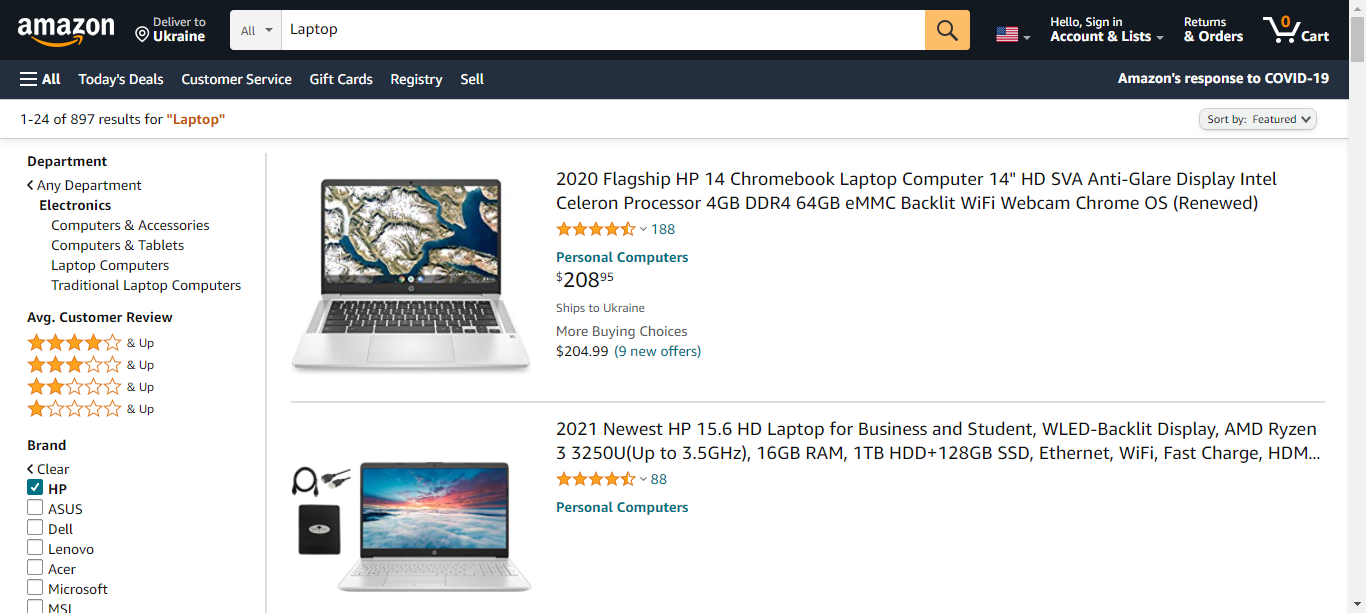 amazon
Deliver to
Ukraine
All
Laptop
Hello, Sign in
Account & Lists
Returns
& Orders
0
Cart
All
Today's Deals
Customer Service
Gift Cards
Registry
Sell
Amazon's response to COVID-19
1-24 of 897 results for "Laptop"
Sort by: Featured
Department
Any Department
Electronics
Computers & Accessories
Computers & Tablets
Laptop Computers
Traditional Laptop Computers
Avg. Customer Review
& Up
& Up
& Up
& Up
Brand
Clear
HP
ASUS
Dell
Lenovo
Acer
Microsoft
MSI
2020 Flagship HP 14 Chromebook Laptop Computer 14" HD SVA Anti-Glare Display Intel
Celeron Processor 4GB DDR4 64GB eMMC Backlit WiFi Webcam Chrome OS (Renewed)
188
Personal Computers
$20895
Ships to Ukraine
More Buying Choices
$204.99 (9 new offers)
2021 Newest HP 15.6 HD Laptop for Business and Student, WLED-Backlit Display, AMD Ryzen
3 3250U(Up to 3.5GHz), 16GB RAM, 1TB HDD+128GB SSD, Ethernet, WiFi, Fast Charge, HDM...
88
Personal Computers